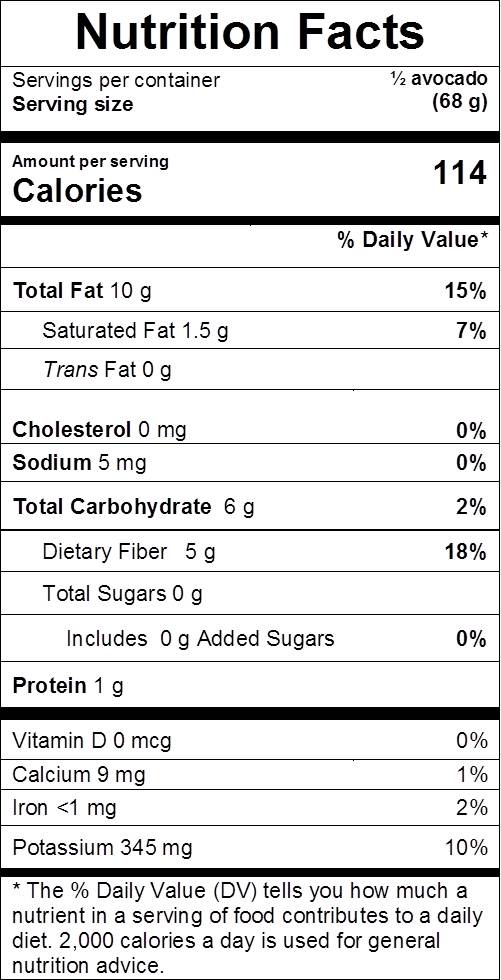 Nutrition Facts
Servings per container ½ avocado
Serving size (68 g)
Amount per serving
Calories 114
% Daily Value*
Total Fat 10 g 15%
Saturated Fat 1.5 g 7%
Trans Fat 0 g
Cholesterol 0 mg 0%
Sodium 5 mg 0%
Total Carbohydrate 6 g 2%
Dietary Fiber 5 g 18%
Total Sugars 0 g
Includes 0 g Added Sugars 0%
Protein 1 g
Vitamin D 0 mcg 0%
Calcium 9 mg 1%
Iron <1 mg 2%
Potassium 345 mg 10%
* The % Daily Value (DV) tells you how much a
nutrient in a serving of food contributes to a daily
diet. 2,000 calories a day is used for general
nutrition advice.